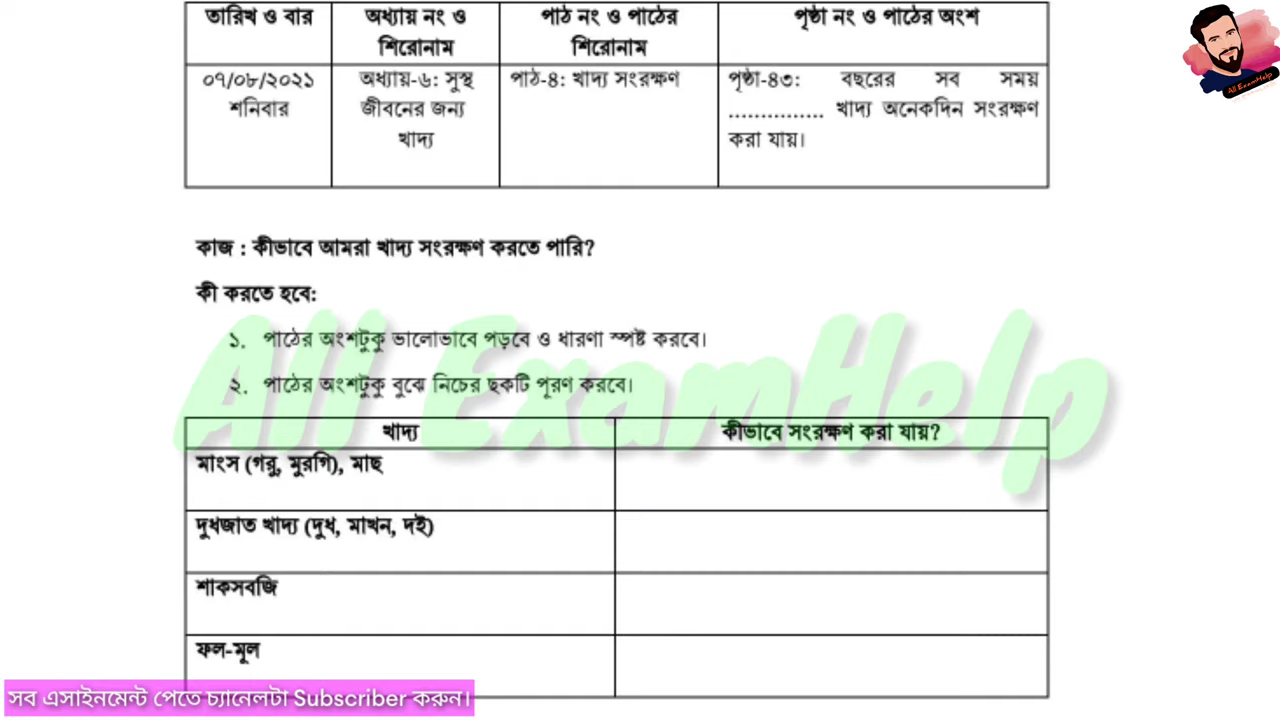 তারিখ ও বার
অধ্যায় নং ও
শিরোনাম
পাঠ নং ও পাঠের
শিরোনাম
পৃষ্ঠা নং ও পাঠের অংশ
০৭/০৮/২০২১
শনিবার
অধ্যায়-৬: সুস্থ
জীবনের জন্য
খাদ্য
পাঠ-৪: খাদ্য সংরক্ষণ
পৃষ্ঠা-৪৩: বছরের সব সময়
............... খাদ্য অনেকদিন সংরক্ষণ
করা যায়।
কাজ : কীভাবে আমরা খাদ্য সংরক্ষণ করতে পারি?
কী করতে হবে:
১. পাঠের অংশটুকু ভালোভাবে পড়বে ও ধারণা স্পষ্ট করবে।
২. পাঠের অংশটুকু বুঝে নিচের ছকটি পূরণ করবে।
All ExamHelp
খাদ্য
কীভাবে সংরক্ষণ করা যায়?
মাংস (গরু, মুরগি), মাছ
দুধজাত খাদ্য (দুধ, মাখন, দই)
শাকসবজি
ফল-মূল
সব এসাইনমেন্ট পেতে চ্যানেলটা Subscriber করুন।
All ExamHelp